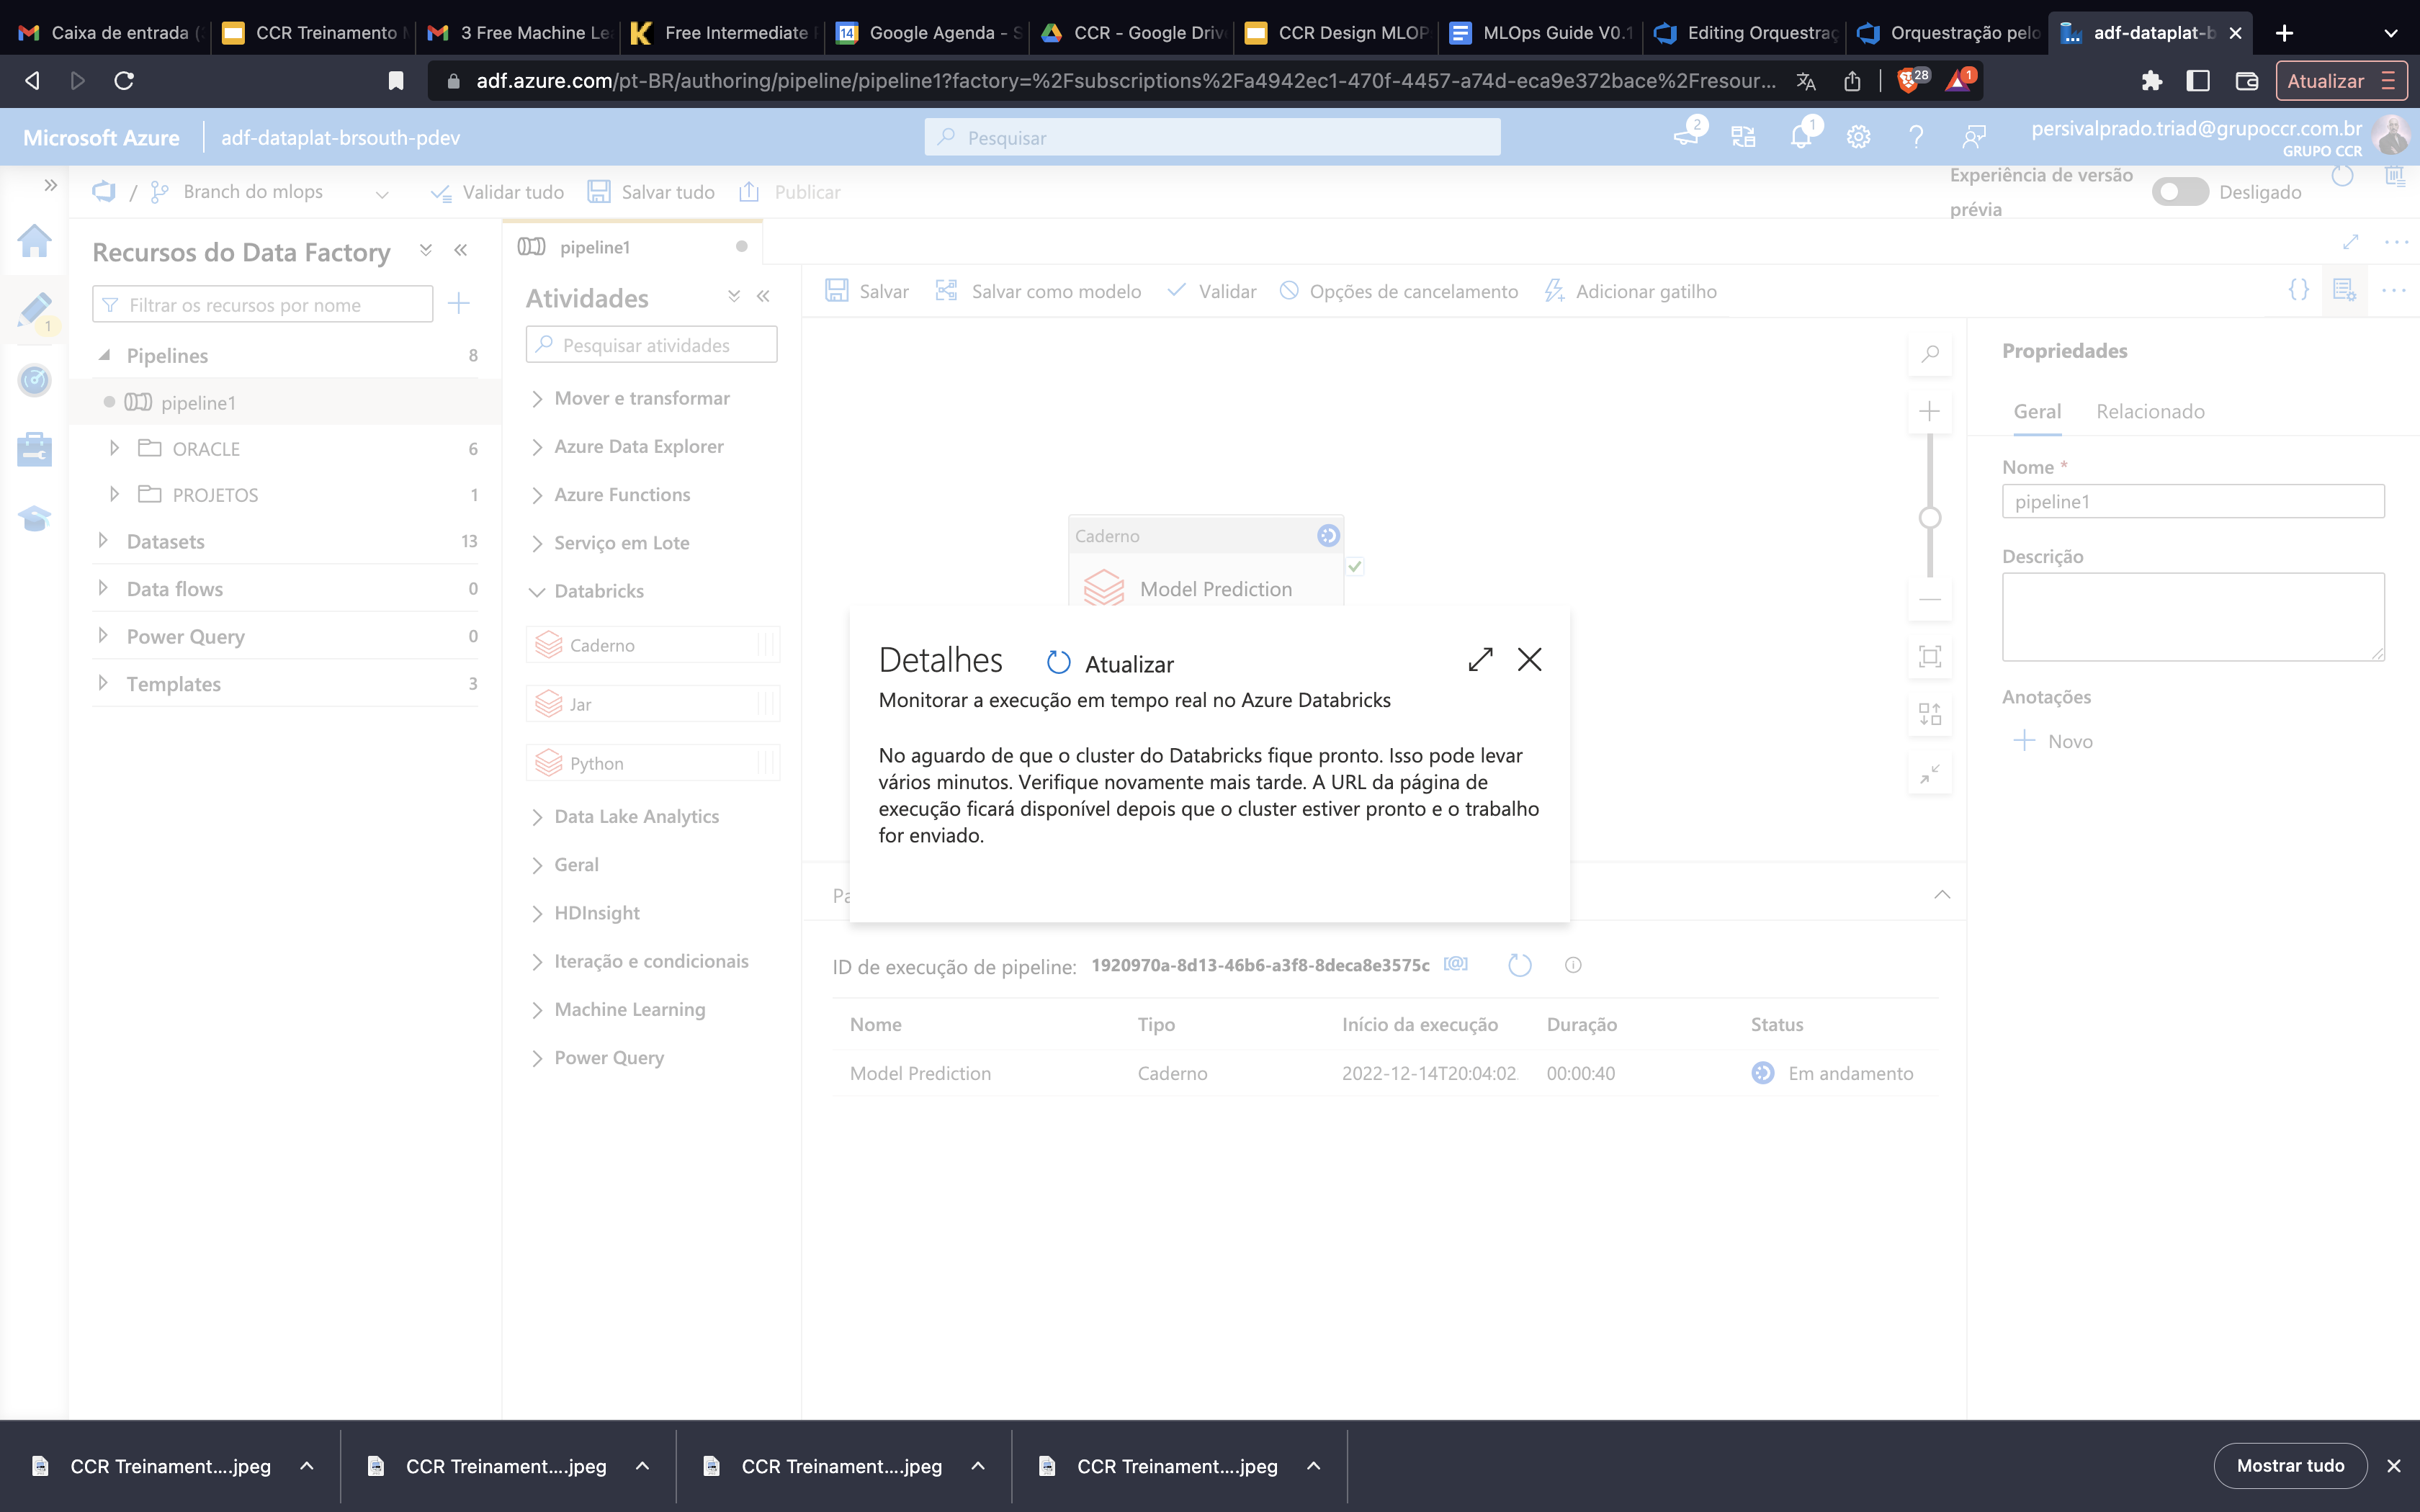 Caixa de entrada (
CCR Treinamento M
3 Free Machine Le
Free Intermediate
14
Google Agenda - S
CCR - Google Driv
CCR Design MLOP
MLOps Guide V0.1
Editing Orquestraç
Orquestração pelo
adf-dataplat-b
adf.azure.com/pt-BR/authoring/pipeline/pipeline1?factory=%2Fsubscriptions%2Fa4942ec1-470f-4457-a74d-eca9e372bace%2Fresour...
28
1
Atualizar
Microsoft Azure
adf-dataplat-brsouth-pdev
Pesquisar
2
1
persivalprado.triad@grupoccr.com.br
GRUPO CCR
/
Branch do mlops
Validar tudo
Salvar tudo
Publicar
Experiência de versão
prévia
Desligado
1
Recursos do Data Factory
Filtrar os recursos por nome
Pipelines 8
pipeline1
ORACLE 6
PROJETOS 1
Datasets 13
Data flows 0
Power Query 0
Templates 3
pipeline1
Atividades
Pesquisar atividades
Mover e transformar
Azure Data Explorer
Azure Functions
Serviço em Lote
Databricks
Caderno
Jar
Python
Data Lake Analytics
Geral
HDInsight
Iteração e condicionais
Machine Learning
Power Query
Salvar
Salvar como modelo
Validar
Opções de cancelamento
Adicionar gatilho
Caderno
Model Prediction
Detalhes
Atualizar
Monitorar a execução em tempo real no Azure Databricks
No aguardo de que o cluster do Databricks fique pronto. Isso pode levar
vários minutos. Verifique novamente mais tarde. A URL da página de
execução ficará disponível depois que o cluster estiver pronto e o trabalho
for enviado.
Pa
ID de execução de pipeline: 1920970a-8d13-46b6-a3f8-8deca8e3575c
Nome Tipo Início da execução Duração Status
Model Prediction Caderno 2022-12-14T20:04:02. 00:00:40 Em andamento
Propriedades
Geral
Relacionado
Nome *
pipeline1
Descrição
Anotações
Novo
CCR Treinament....jpeg
CCR Treinament....jpeg
CCR Treinament....jpeg
CCR Treinament....jpeg
Mostrar tudo